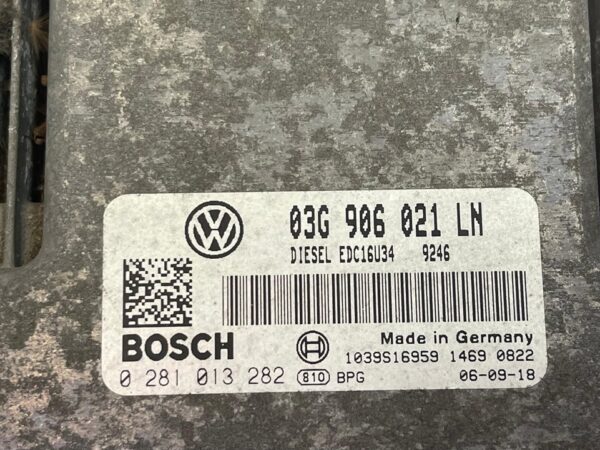 03G 906 021 LN
DIESEL EDC16U34 9246
BOSCH
Made in Germany
1039S16959 1469 0822
0 281 013 282 810 BPG 06-09-18